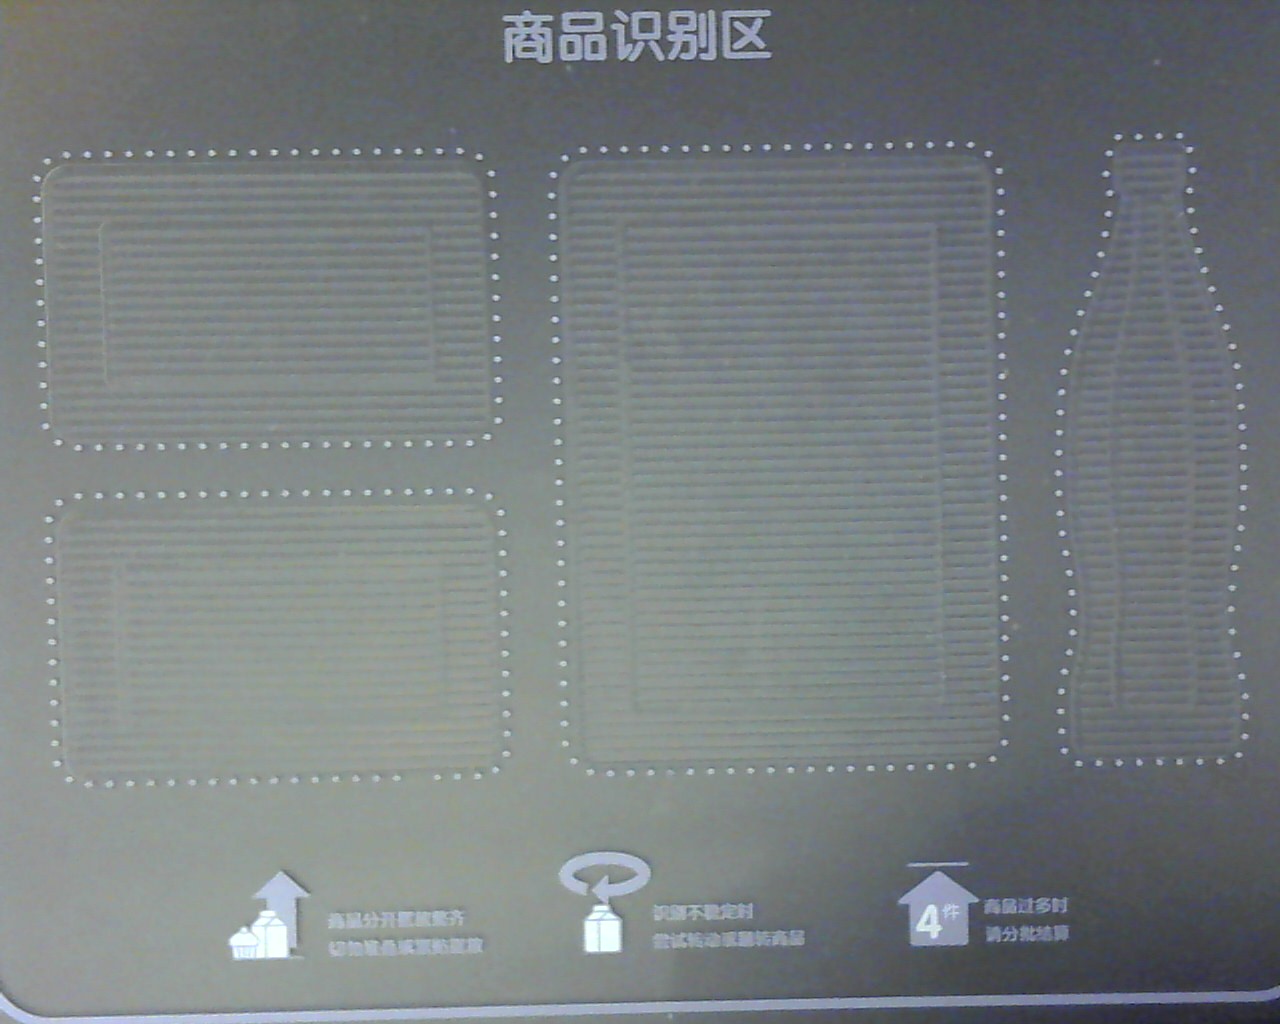 商品识别区
商品分开摆放整齐
切勿堆叠或紧贴摆放
识别不稳定时
尝试转动或翻转商品
4件
商品过多时
请分批结算